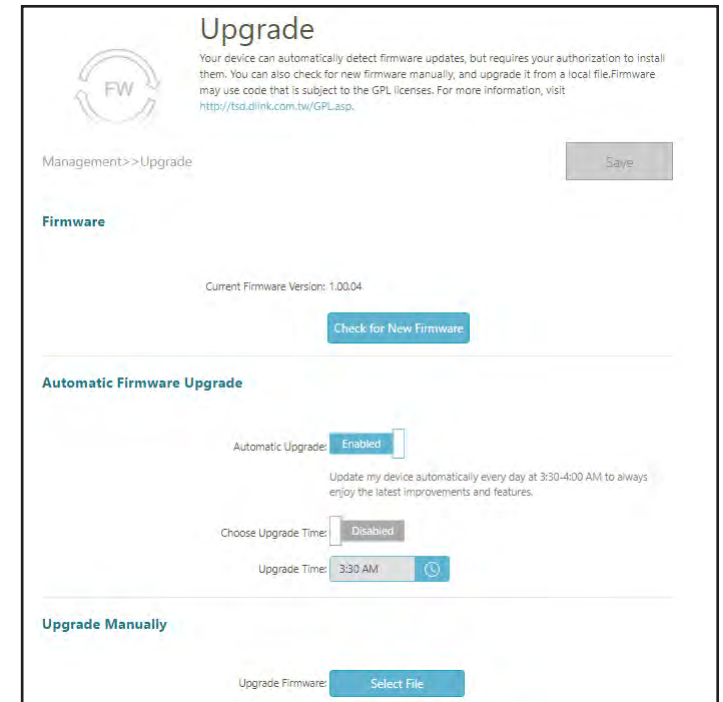 Upgrade
Your device can automatically detect firmware updates, but requires your authorization to install
them. You can also check for new firmware manually, and upgrade it from a local file.Firmware
may use code that is subject to the GPL licenses. For more information, visit
http://tsd.dlink.com.tw/GPL.asp.
FW
Management>>Upgrade
Save
Firmware
Current Firmware Version: 1.00.04
Check for New Firmware
Automatic Firmware Upgrade
Automatic Upgrade: Enabled
Update my device automatically every day at 3:30-4:00 AM to always
enjoy the latest improvements and features.
Choose Upgrade Time: Disabled
Upgrade Time: 3:30 AM
Upgrade Manually
Upgrade Firmware: Select File